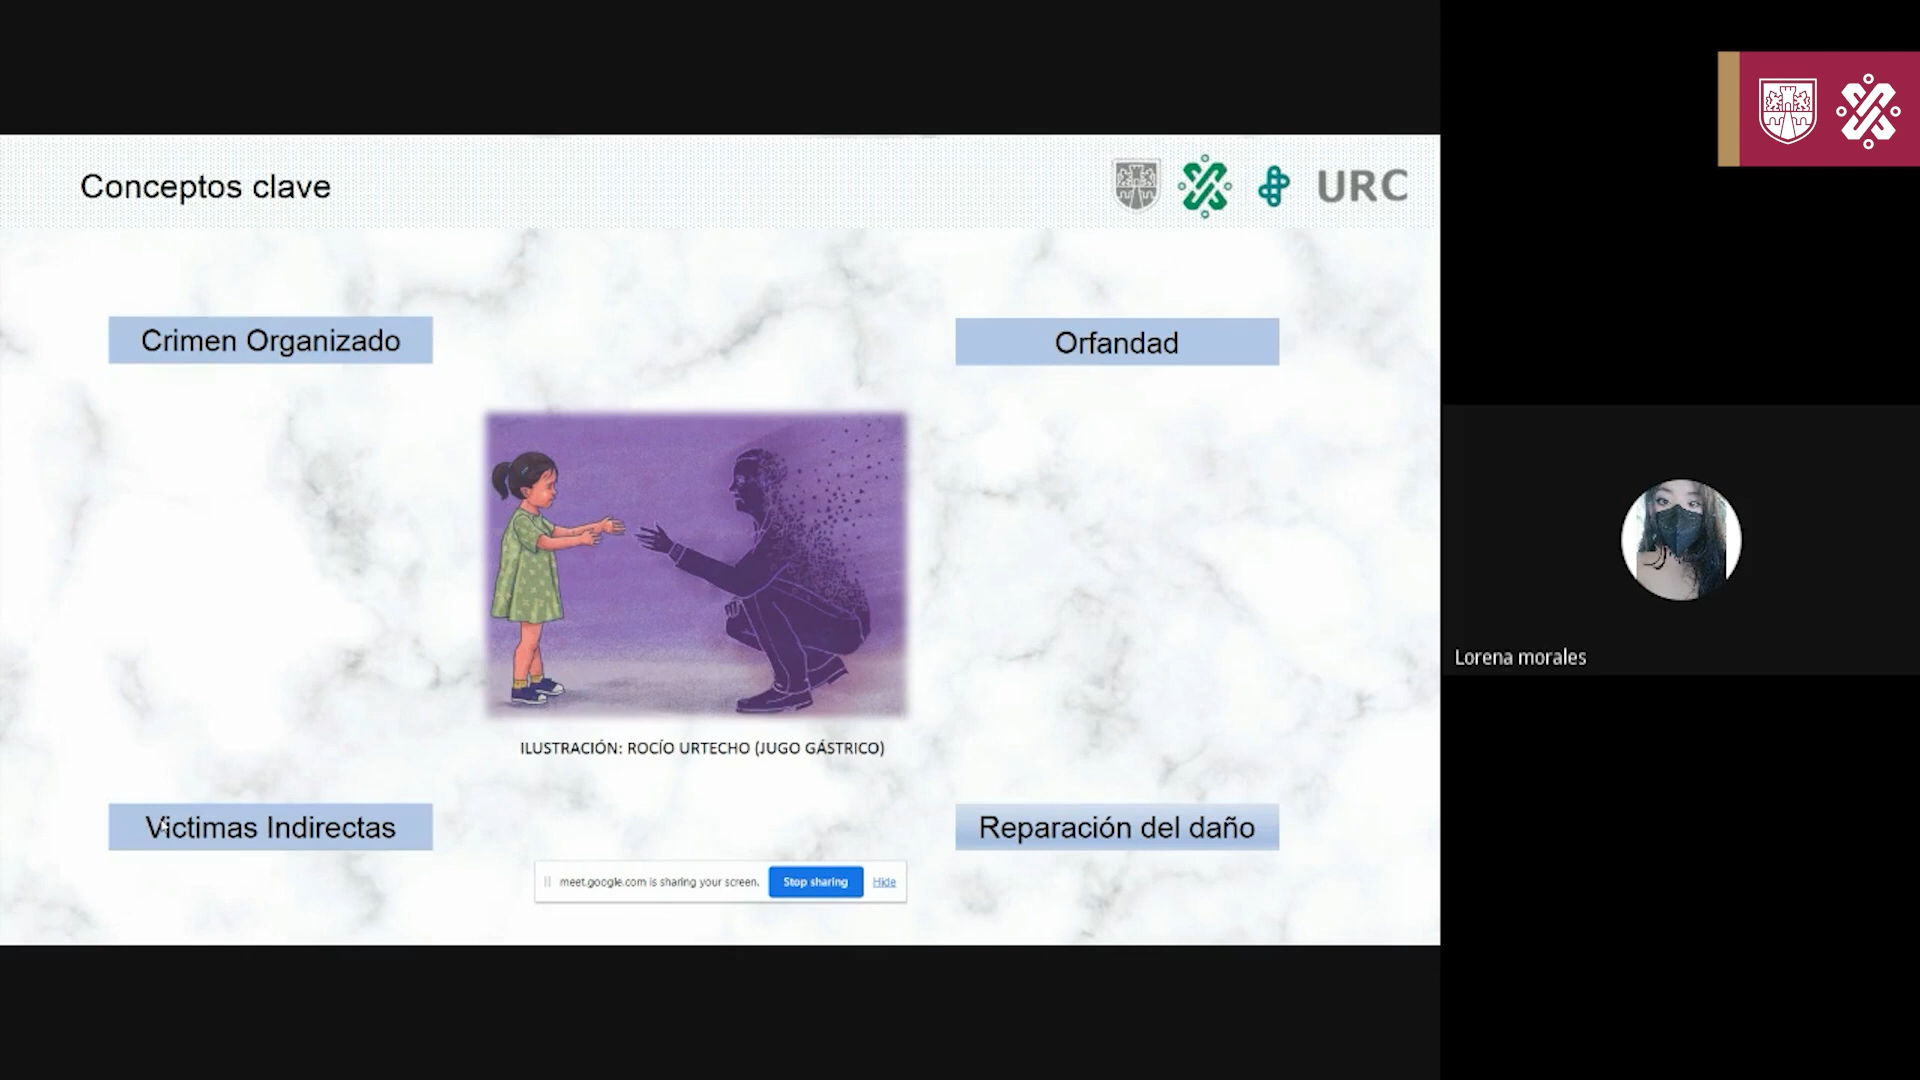 Conceptos clave
URC
Crimen Organizado
Orfandad
ILUSTRACIÓN: ROCÍO URTECHO (JUGO GÁSTRICO)
Victimas Indirectas
Reparación del daño
meet.google.com is sharing your screen.
Stop sharing
Hide
Lorena morales